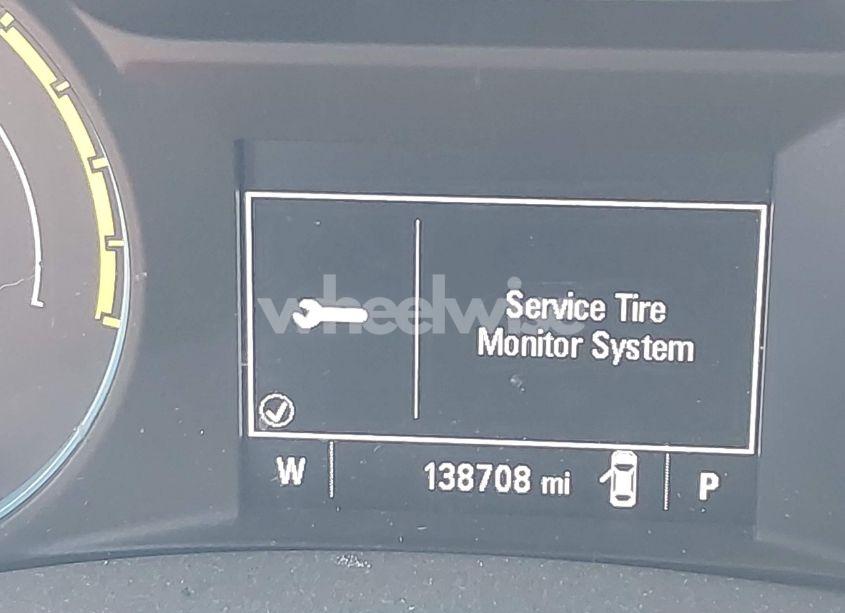 wheelwise
Service Tire
Monitor System
W 138708 mi P